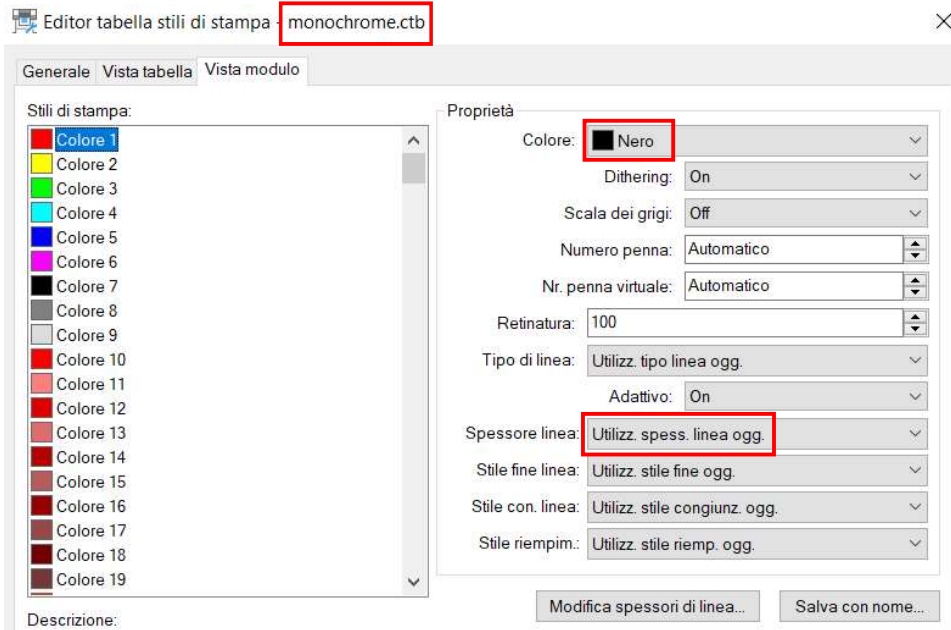 Editor tabella stili di stampa - monochrome.ctb
Generale Vista tabella Vista modulo
Stili di stampa:
Colore 1
Colore 2
Colore 3
Colore 4
Colore 5
Colore 6
Colore 7
Colore 8
Colore 9
Colore 10
Colore 11
Colore 12
Colore 13
Colore 14
Colore 15
Colore 16
Colore 17
Colore 18
Colore 19
Descrizione:
Proprietà
Colore: Nero
Dithering: On
Scala dei grigi: Off
Numero penna: Automatico
Nr. penna virtuale: Automatico
Retinatura: 100
Tipo di linea: Utilizz. tipo linea ogg.
Adattivo: On
Spessore linea: Utilizz. spess. linea ogg.
Stile fine linea: Utilizz. stile fine ogg.
Stile con. linea: Utilizz. stile congiunz. ogg.
Stile riempim.: Utilizz. stile riemp. ogg.
Modifica spessori di linea... Salva con nome...